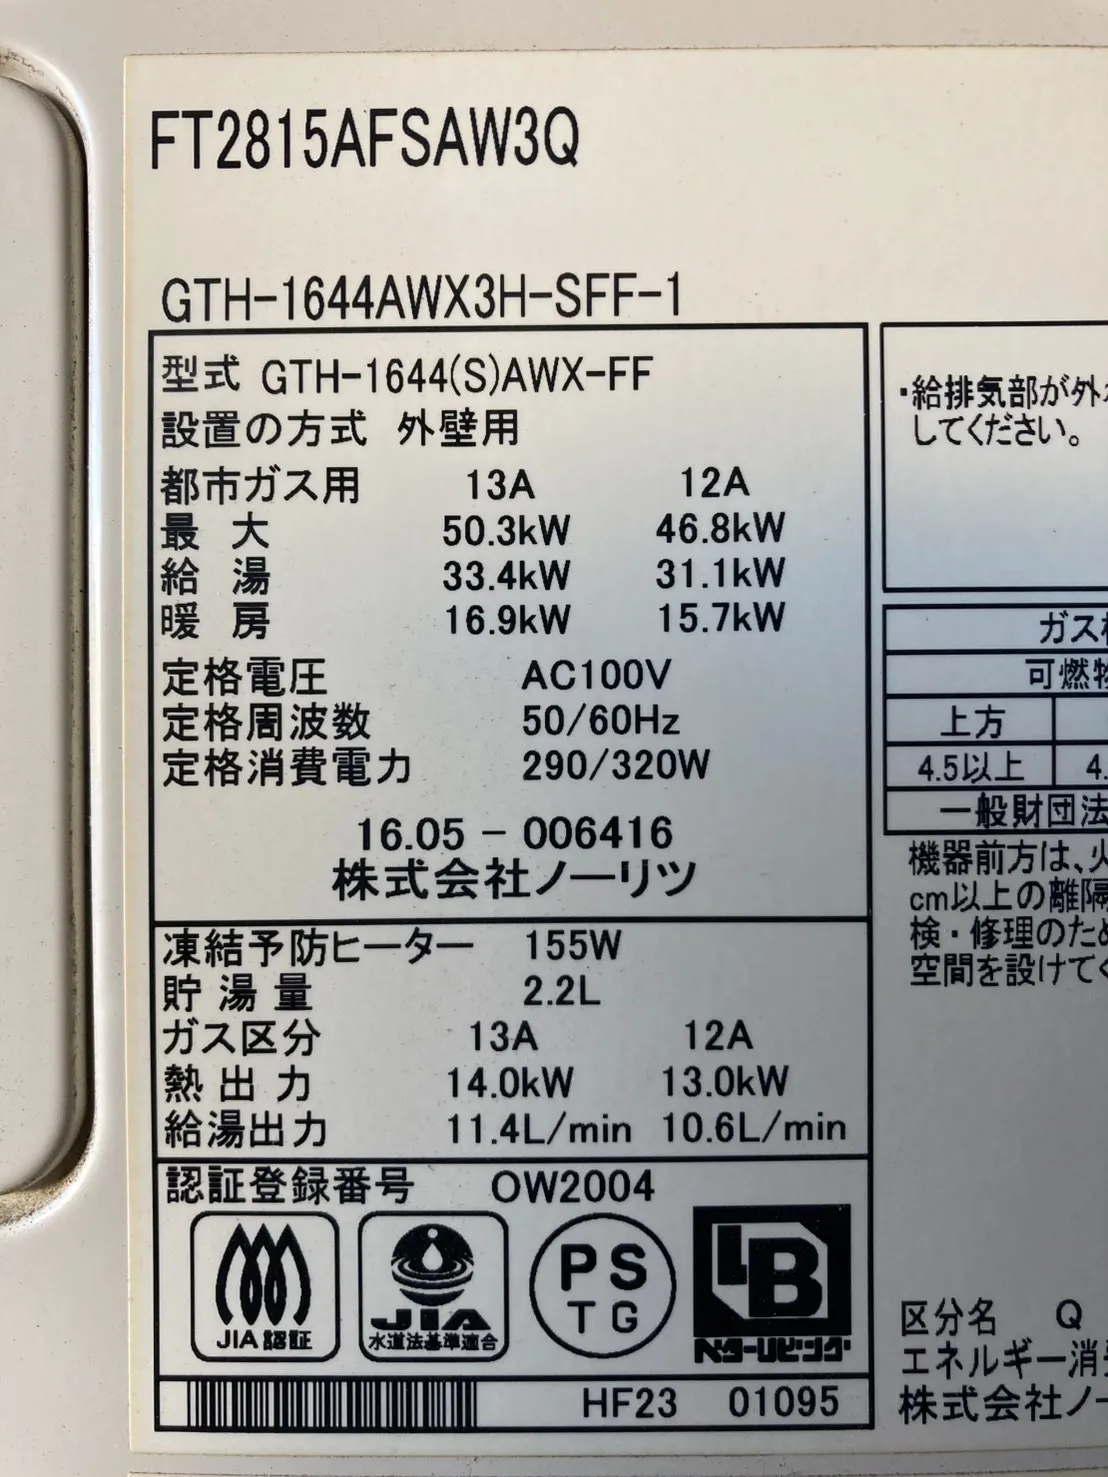 FT2815AFSAW3Q
GTH-1644AWX3H-SFF-1
型式 GTH-1644(S)AWX-FF
設置の方式 外壁用
都市ガス用 13A 12A
最 大 50.3kW 46.8kW
給 湯 33.4kW 31.1kW
暖 房 16.9kW 15.7kW
定格電圧 AC100V
定格周波数 50/60Hz
定格消費電力 290/320W
16.05 - 006416
株式会社ノーリツ
凍結予防ヒーター 155W
貯 湯 量 2.2L
ガス区分 13A 12A
熱 出 力 14.0kW 13.0kW
給湯出力 11.4L/min 10.6L/min
認証登録番号 OW2004
JIA認証
JIA
水道法基準適合
PS
TG
LB
ベターリビング
HF23 01095
・給排気部が外
してください。
ガス
可燃物
上方
4.5以上 4.
一般財団法
機器前方は、火
cm以上の離隔
検・修理のため
空間を設けてく
区分名 Q
エネルギー消費
株式会社ノー